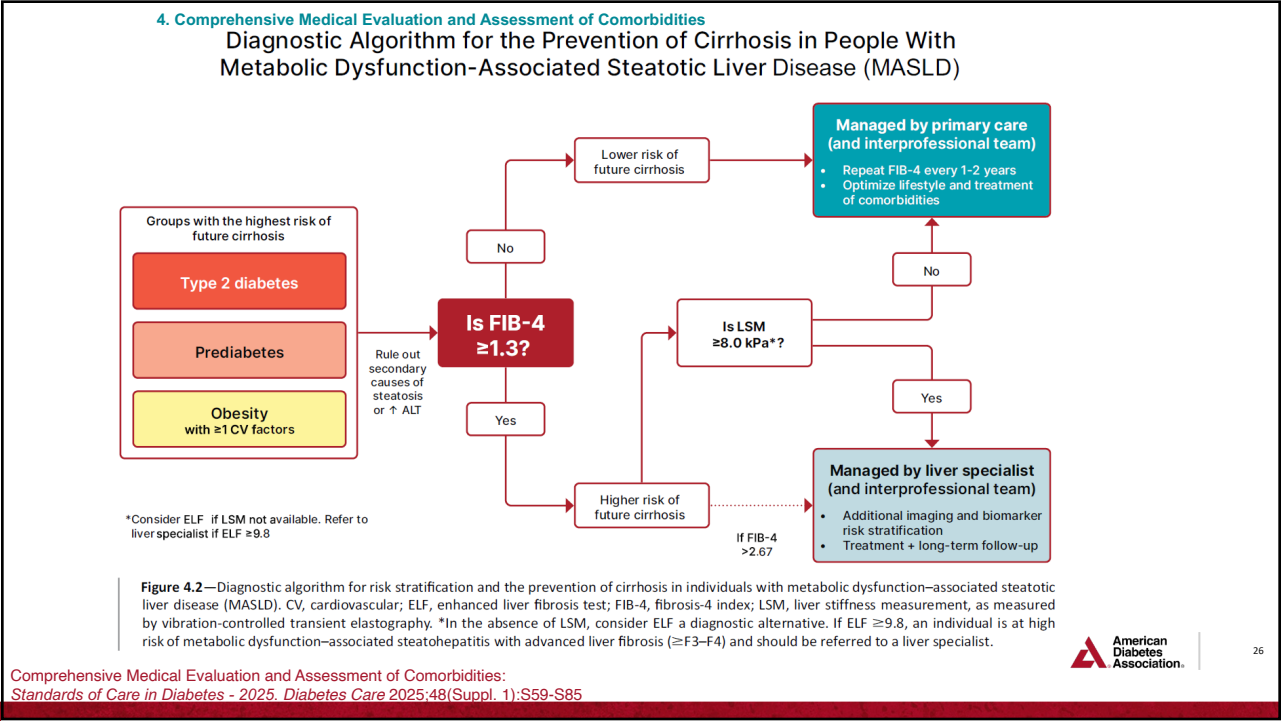 4. Comprehensive Medical Evaluation and Assessment of Comorbidities
Diagnostic Algorithm for the Prevention of Cirrhosis in People With
Metabolic Dysfunction-Associated Steatotic Liver Disease (MASLD)
Groups with the highest risk of
future cirrhosis
Type 2 diabetes
Prediabetes
Obesity
with ≥1 CV factors
Rule out
secondary
causes of
steatosis
or ↑ ALT
Is FIB-4
≥1.3?
No
Lower risk of
future cirrhosis
Managed by primary care
(and interprofessional team)
• Repeat FIB-4 every 1-2 years
• Optimize lifestyle and treatment
of comorbidities
Yes
Higher risk of
future cirrhosis
Is LSM
≥8.0 kPa*?
No
Yes
If FIB-4
>2.67
Managed by liver specialist
(and interprofessional team)
• Additional imaging and biomarker
risk stratification
• Treatment + long-term follow-up
*Consider ELF if LSM not available. Refer to
liver specialist if ELF ≥9.8
Figure 4.2—Diagnostic algorithm for risk stratification and the prevention of cirrhosis in individuals with metabolic dysfunction–associated steatotic
liver disease (MASLD). CV, cardiovascular; ELF, enhanced liver fibrosis test; FIB-4, fibrosis-4 index; LSM, liver stiffness measurement, as measured
by vibration-controlled transient elastography. *In the absence of LSM, consider ELF a diagnostic alternative. If ELF ≥9.8, an individual is at high
risk of metabolic dysfunction–associated steatohepatitis with advanced liver fibrosis (≥F3–F4) and should be referred to a liver specialist.
American
Diabetes
Association®
26
Comprehensive Medical Evaluation and Assessment of Comorbidities:
Standards of Care in Diabetes - 2025. Diabetes Care 2025;48(Suppl. 1):S59-S85